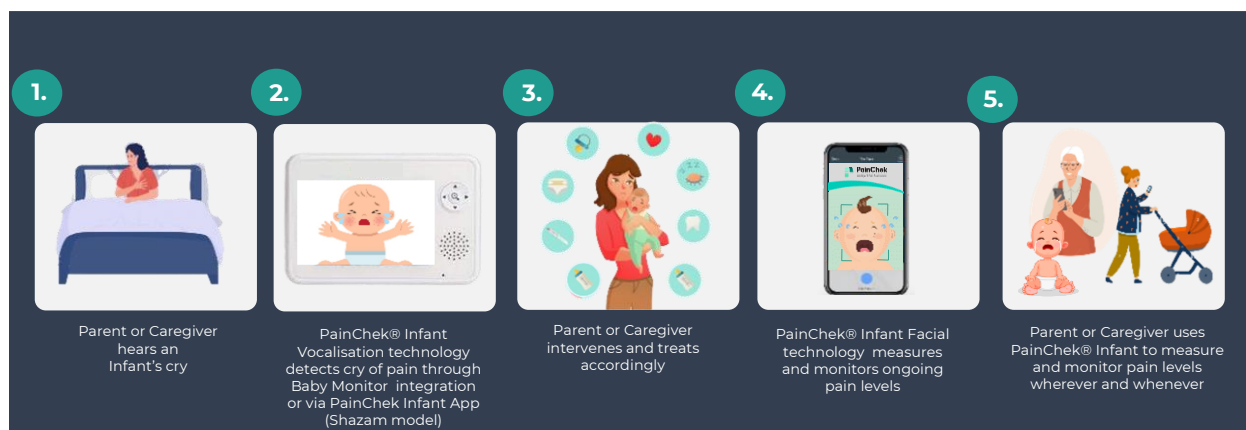 1.
2.
3.
4.
5.
zz
PainChek
Parent or Caregiver
hears an
Infant's cry
PainChek® Infant
Vocalisation technology
detects cry of pain through
Baby Monitor integration
or via PainChek Infant App
(Shazam model)
Parent or Caregiver
intervenes and treats
accordingly
PainChek® Infant Facial
technology measures
and monitors ongoing
pain levels
Parent or Caregiver uses
PainChek® Infant to measure
and monitor pain levels
wherever and whenever